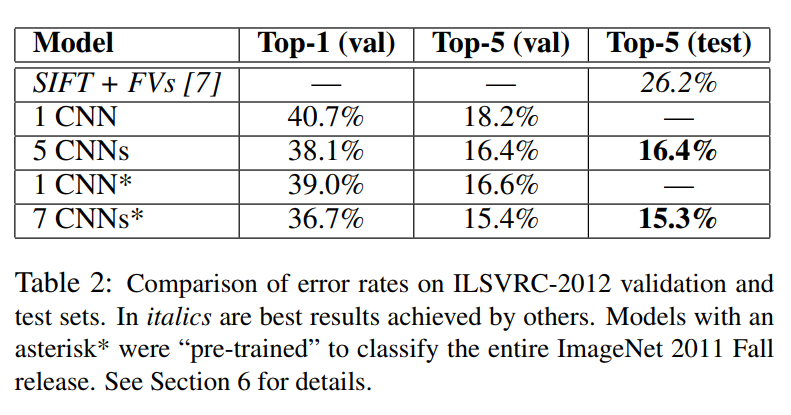 Model Top-1 (val) Top-5 (val) Top-5 (test)
SIFT + FVs [7] — — 26.2%
1 CNN 40.7% 18.2% —
5 CNNs 38.1% 16.4% 16.4%
1 CNN* 39.0% 16.6% —
7 CNNs* 36.7% 15.4% 15.3%
Table 2: Comparison of error rates on ILSVRC-2012 validation and
test sets. In italics are best results achieved by others. Models with an
asterisk* were “pre-trained” to classify the entire ImageNet 2011 Fall
release. See Section 6 for details.